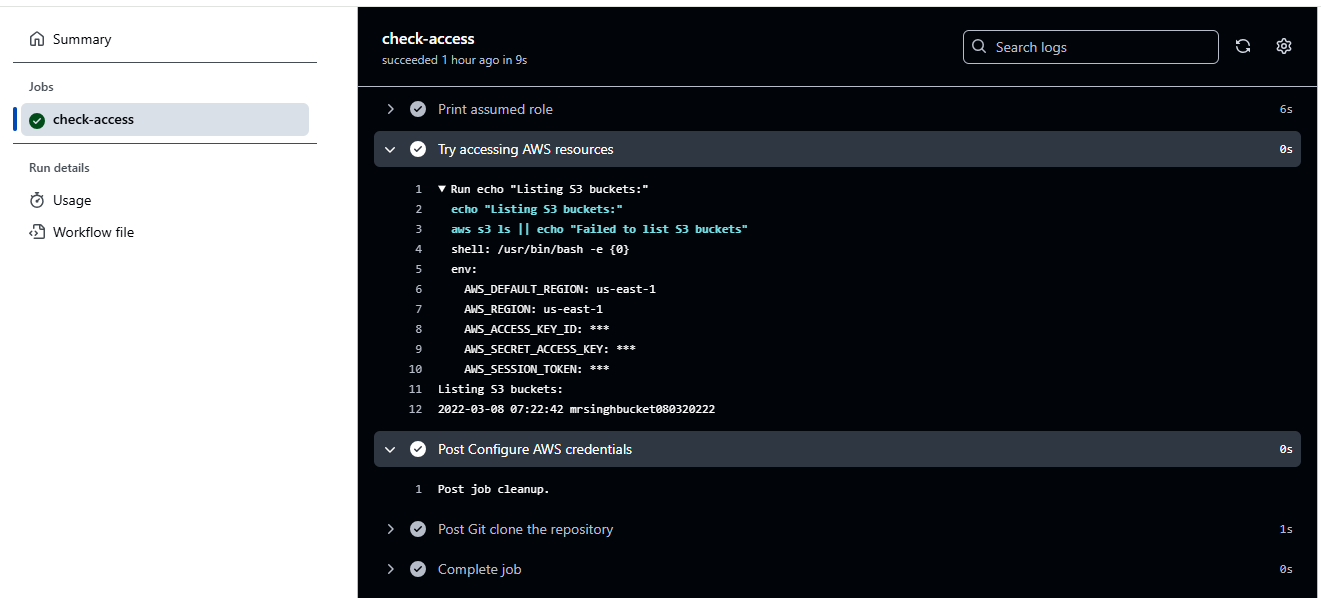 Summary
Jobs
check-access
Run details
Usage
Workflow file
check-access
succeeded 1 hour ago in 9s
Search logs
Print assumed role 6s
Try accessing AWS resources 0s
1 ▼ Run echo "Listing S3 buckets:"
2 echo "Listing S3 buckets:"
3 aws s3 ls || echo "Failed to list S3 buckets"
4 shell: /usr/bin/bash -e {0}
5 env:
6 AWS_DEFAULT_REGION: us-east-1
7 AWS_REGION: us-east-1
8 AWS_ACCESS_KEY_ID: ***
9 AWS_SECRET_ACCESS_KEY: ***
10 AWS_SESSION_TOKEN: ***
11 Listing S3 buckets:
12 2022-03-08 07:22:42 mrsinghbucket080320222
Post Configure AWS credentials 0s
1 Post job cleanup.
Post Git clone the repository 1s
Complete job 0s